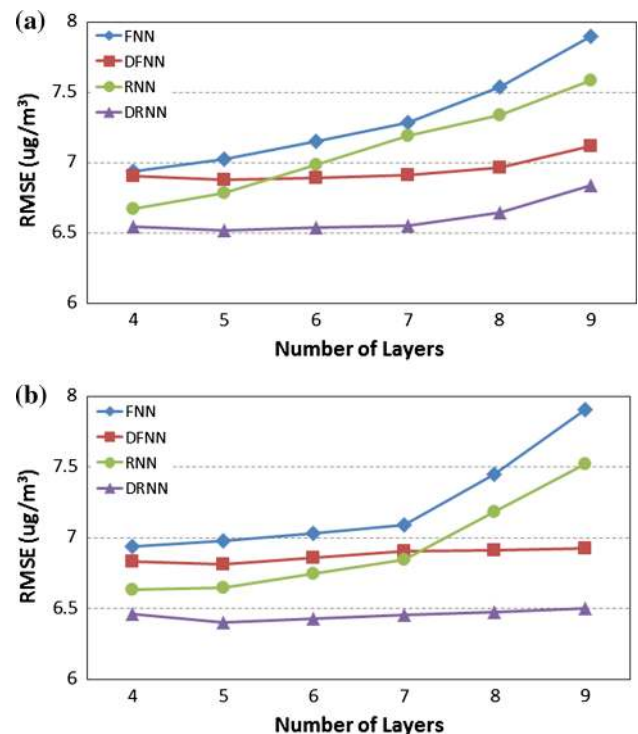 (a)
8
7.5
7
6.5
6
RMSE (ug/m³)
FNN
DFNN
RNN
DRNN
4 5 6 7 8 9
Number of Layers
(b)
8
7.5
7
6.5
6
RMSE (ug/m³)
FNN
DFNN
RNN
DRNN
4 5 6 7 8 9
Number of Layers